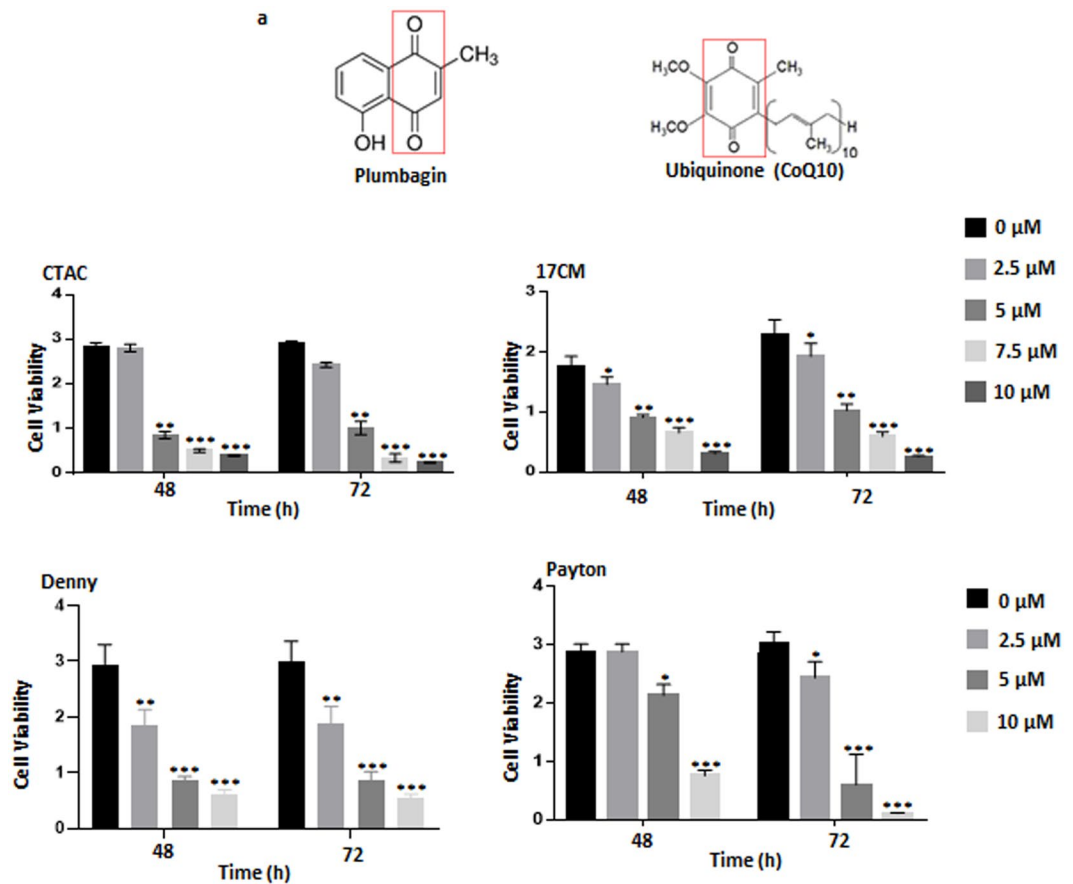 a
O
CH₃
OH
O
Plumbagin
O
H₃CO
CH₃
H₃CO
O
CH₃
H
10
Ubiquinone (CoQ10)
0 µM
2.5 µM
5 µM
7.5 µM
10 µM
CTAC
Cell Viability
4
3
2
1
0
** *** ***
** *** ***
48
72
Time (h)
17CM
Cell Viability
3
2
1
0
* ** *** ***
* ** *** ***
48
72
Time (h)
Denny
Cell Viability
4
3
2
1
0
** *** ***
** *** ***
48
72
Time (h)
Payton
Cell Viability
4
3
2
1
0
* ***
* *** ***
48
72
Time (h)
0 µM
2.5 µM
5 µM
10 µM